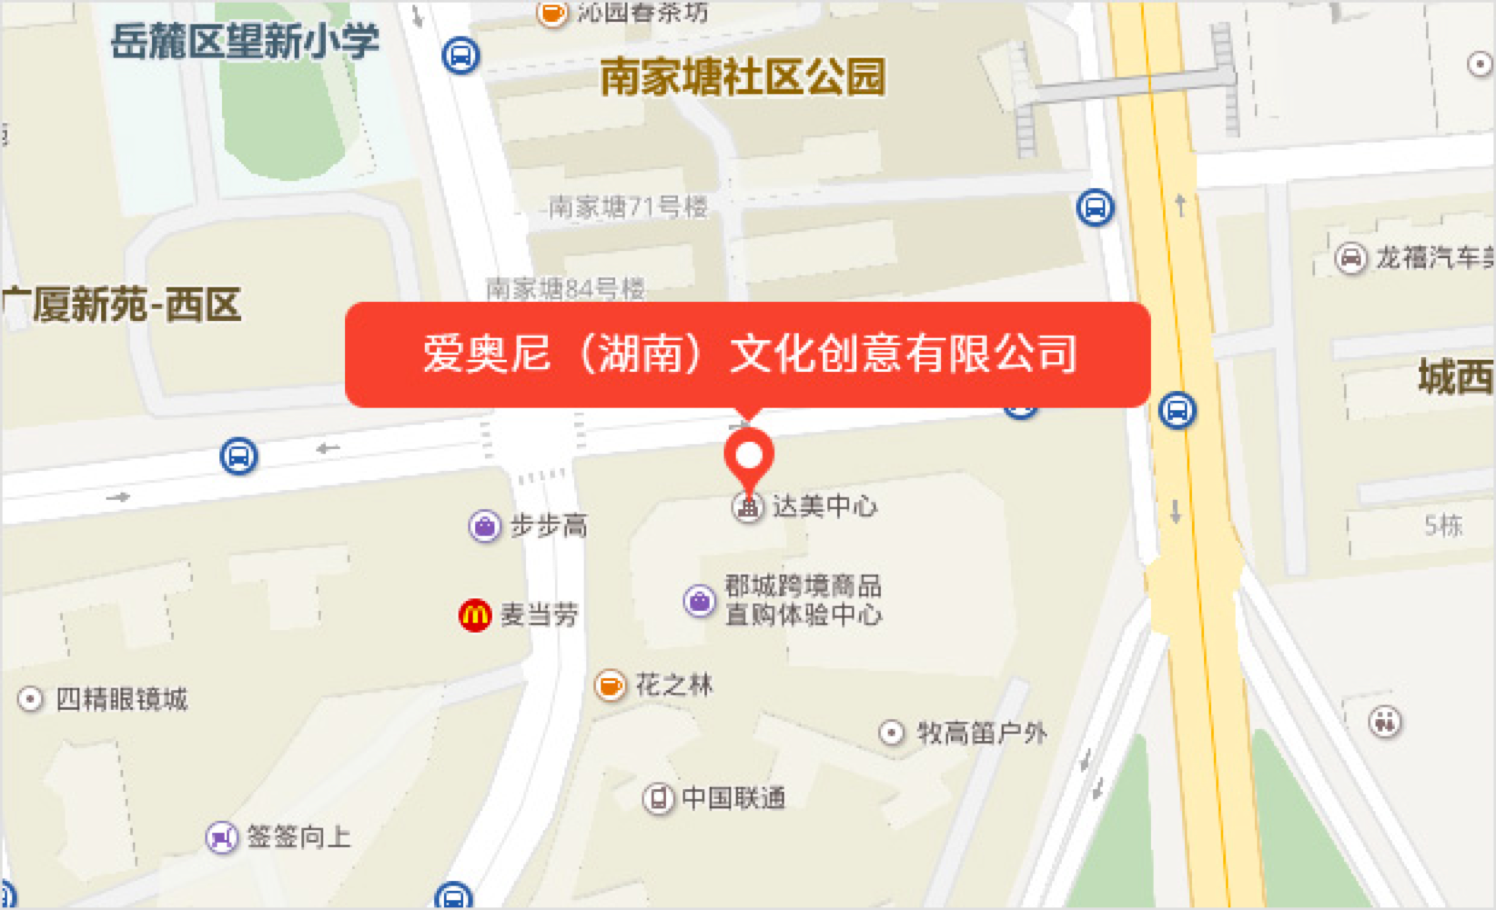 沁园春茶坊
岳麓区望新小学
南家塘社区公园
南家塘71号楼
龙禧汽车美
南家塘84号楼
广厦新苑-西区
爱奥尼（湖南）文化创意有限公司
城西
达美中心
步步高
5栋
郡城跨境商品
直购体验中心
麦当劳
花之林
四精眼镜城
牧高笛户外
中国联通
签签向上